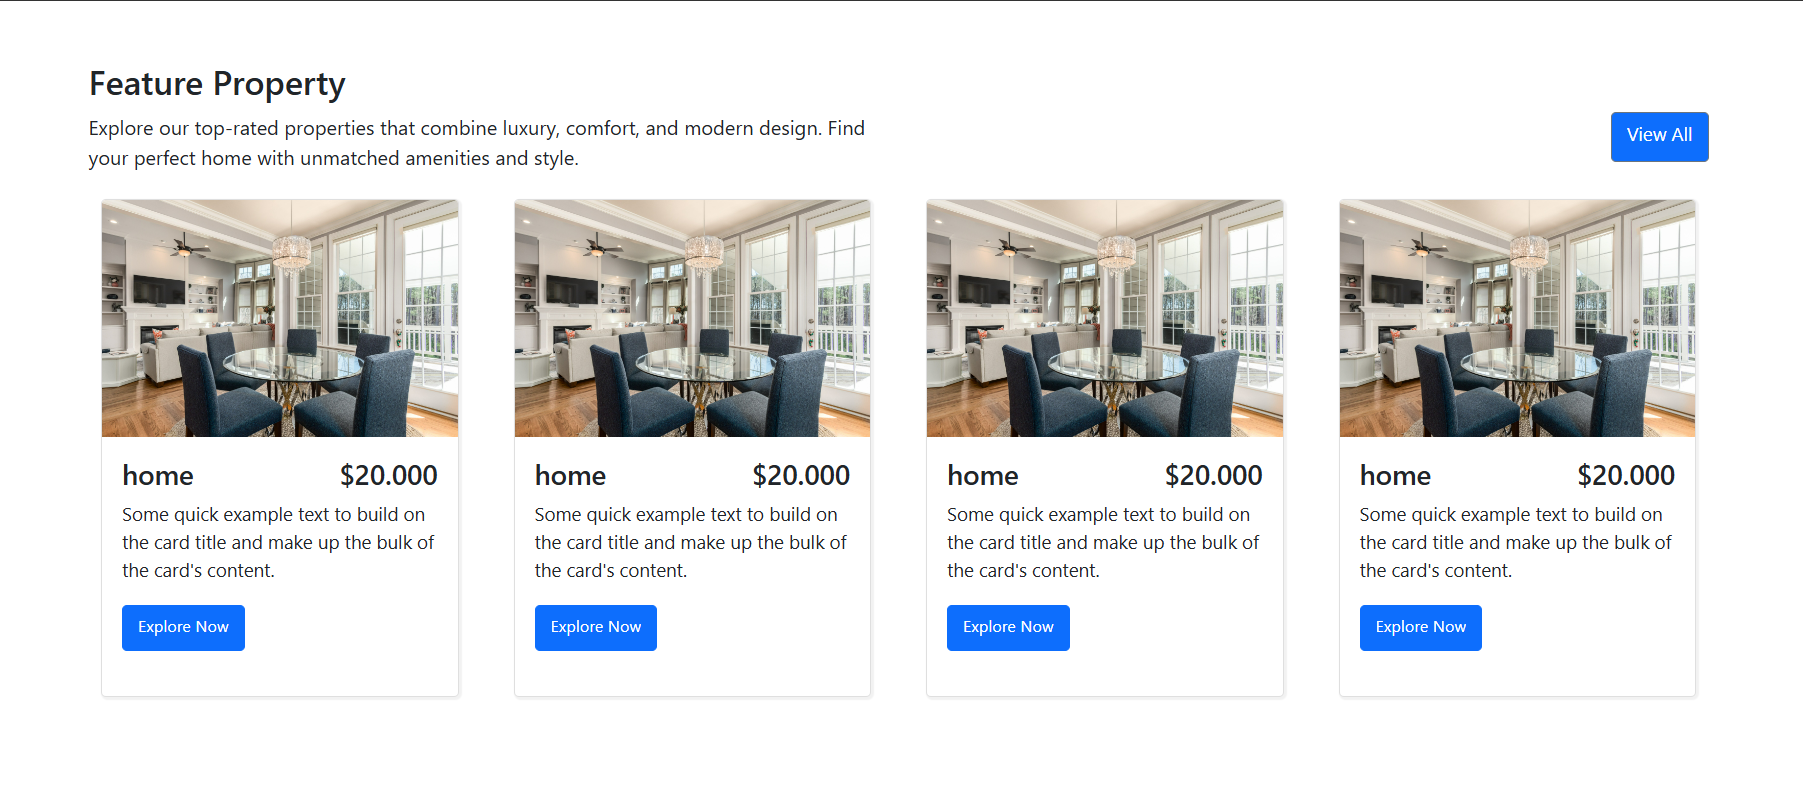 Feature Property
Explore our top-rated properties that combine luxury, comfort, and modern design. Find
your perfect home with unmatched amenities and style.
View All
home $20.000
Some quick example text to build on
the card title and make up the bulk of
the card's content.
Explore Now
home $20.000
Some quick example text to build on
the card title and make up the bulk of
the card's content.
Explore Now
home $20.000
Some quick example text to build on
the card title and make up the bulk of
the card's content.
Explore Now
home $20.000
Some quick example text to build on
the card title and make up the bulk of
the card's content.
Explore Now